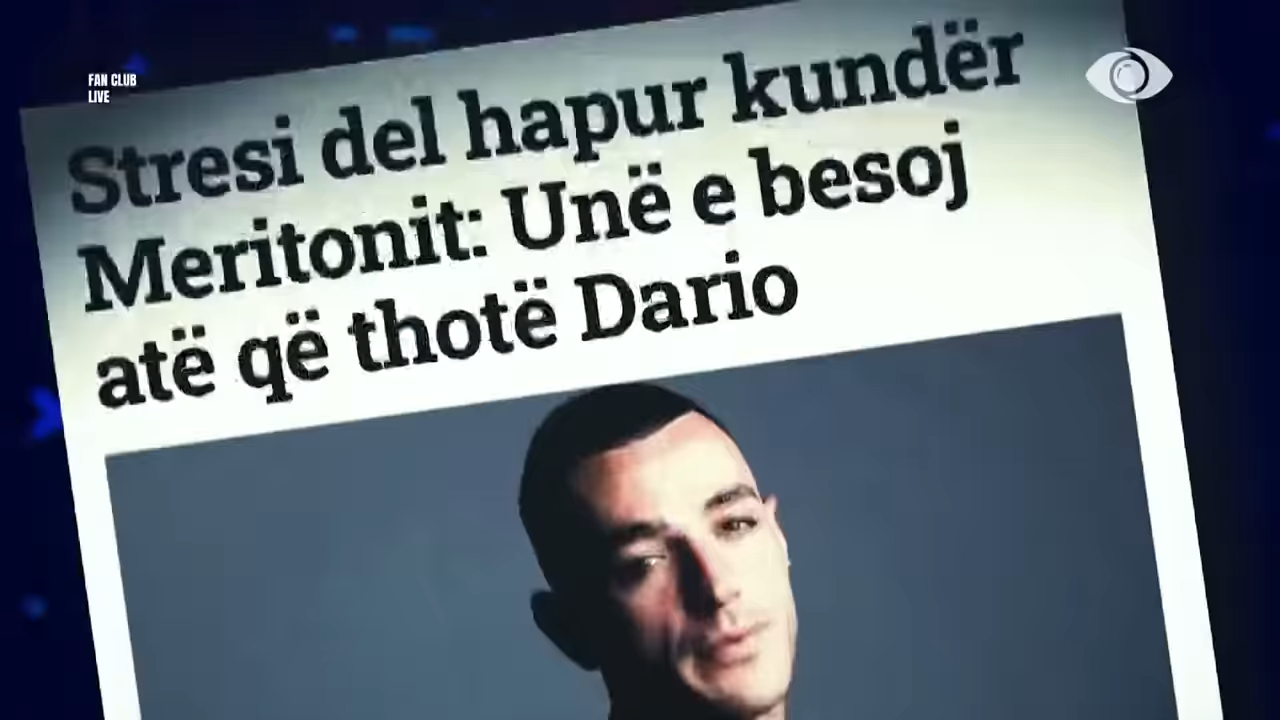 FAN CLUB
LIVE
Stresi del hapur kundër
Meritonit: Unë e besoj
atë që thotë Dario